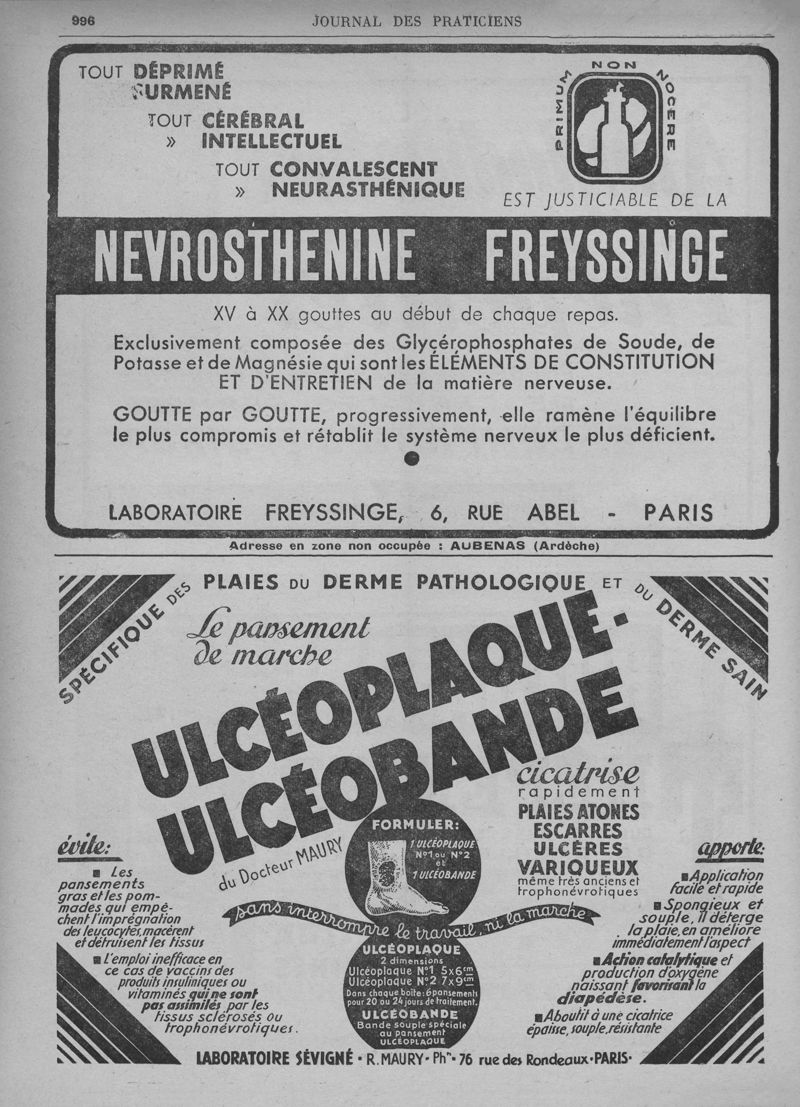 996
JOURNAL DES PRATICIENS
TOUT DÉPRIMÉ
SURMENÉ
TOUT CÉRÉBRAL
» INTELLECTUEL
TOUT CONVALESCENT
» NEURASTHÉNIQUE
PRIMUM NON NOCERE
EST JUSTICIABLE DE LA
NEVROSTHENINE FREYSSINGE
XV à XX gouttes au début de chaque repas.
Exclusivement composée des Glycérophosphates de Soude, de
Potasse et de Magnésie qui sont les ÉLÉMENTS DE CONSTITUTION
ET D'ENTRETIEN de la matière nerveuse.
GOUTTE par GOUTTE, progressivement, elle ramène l'équilibre
le plus compromis et rétablit le système nerveux le plus déficient.
LABORATOIRE FREYSSINGE, 6, RUE ABEL - PARIS
Adresse en zone non occupée : AUBENAS (Ardèche)
SPÉCIFIQUE DES PLAIES DU DERME PATHOLOGIQUE ET DU DERME SAIN
Le pansement
de marche
ULCÉOPLAQUE-
ULCÉOBANDE
du Docteur MAURY
cicatrise
rapidement
PLAIES ATONES
ESCARRES
ULCÈRES
VARIQUEUX
même très anciens et
trophonévrotiques
FORMULER:
1 ULCÉOPLAQUE
N°1 ou N°2
et
1 ULCÉOBANDE
sans interrompre le travail, ni la marche
évite:
Les
pansements
gras et les pom-
mades qui empê-
chent l'imprégnation
des leucocytes, macèrent
et détruisent les tissus
L'emploi inefficace en
ce cas de vaccins des
produits insuliniques ou
vitaminés qui ne sont
pas assimilés par les
tissus sclérosés ou
trophonévrotiques.
ULCÉOPLAQUE
2 dimensions
Ulcéoplaque N°1 5x6cm
Ulcéoplaque N°2 7x9cm
Dans chaque boîte: 6 pansements
pour 20 ou 24 jours de traitement.
ULCÉOBANDE
Bande souple spéciale
au pansement
ULCÉOPLAQUE
apporte:
Application
facile et rapide
Spongieux et
souple, il déterge
la plaie, en améliore
immédiatement l'aspect
Action catalytique et
production d'oxygène
naissant favorisant la
diapédèse.
Aboutit à une cicatrice
épaisse, souple, résistante
LABORATOIRE SÉVIGNÉ · R. MAURY · Phen · 76 rue des Rondeaux · PARIS ·